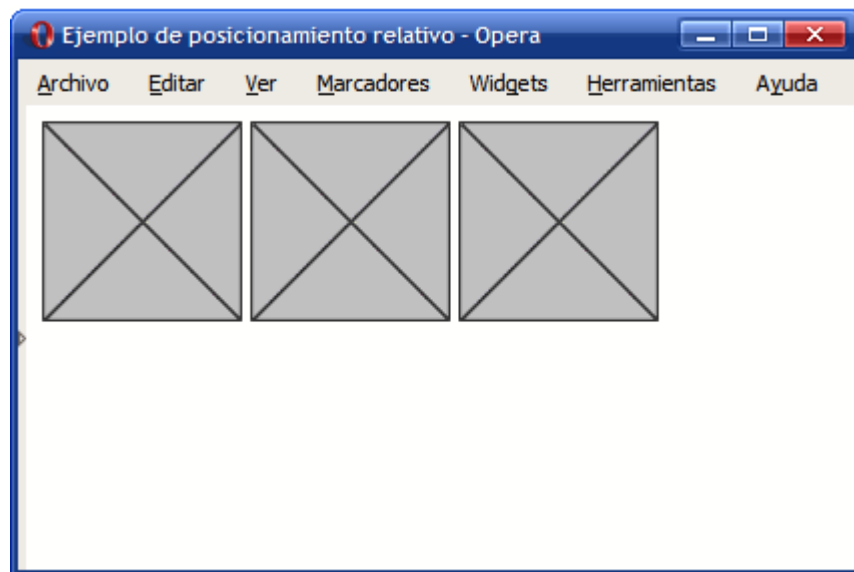 Ejemplo de posicionamiento relativo - Opera
Archivo Editar Ver Marcadores Widgets Herramientas Ayuda